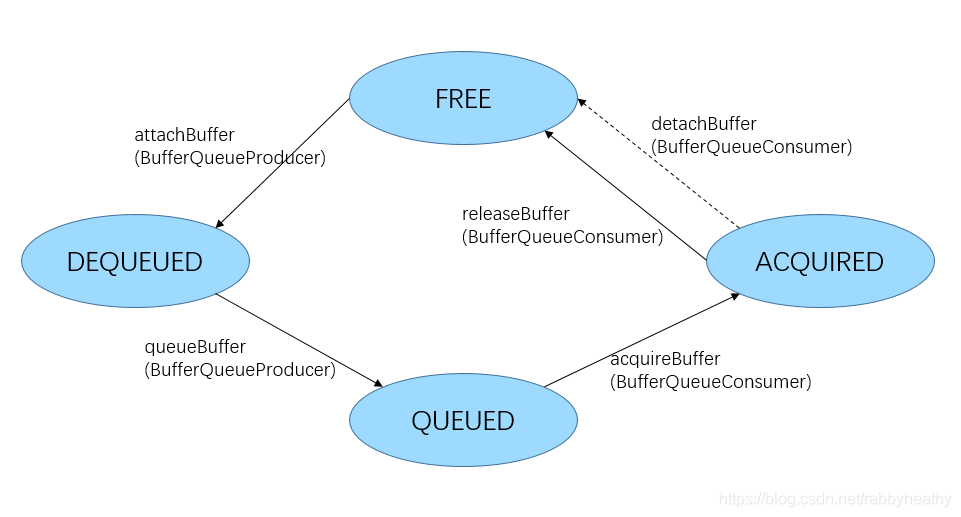 FREE
attachBuffer
(BufferQueueProducer)
detachBuffer
(BufferQueueConsumer)
releaseBuffer
(BufferQueueConsumer)
DEQUEUED
ACQUIRED
queueBuffer
(BufferQueueProducer)
acquireBuffer
(BufferQueueConsumer)
QUEUED
https://blog.csdn.net/rabbyheathy